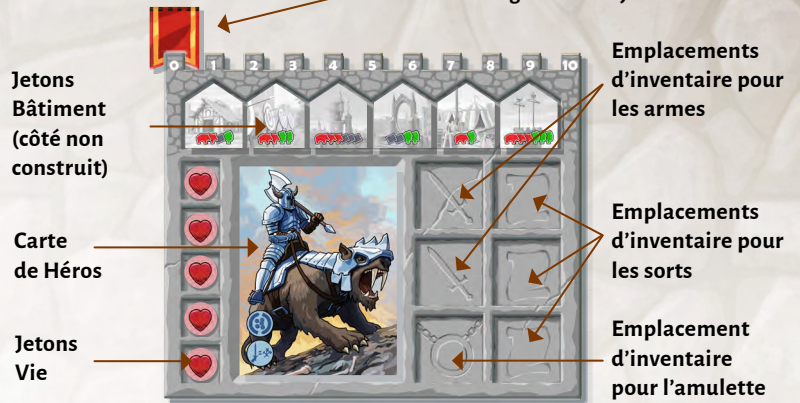 0 1 2 3 4 5 6 7 8 9 10
Jetons
Bâtiment
(côté non
construit)
Carte
de Héros
Jetons
Vie
Emplacements
d’inventaire pour
les armes
Emplacements
d’inventaire pour
les sorts
Emplacement
d’inventaire
pour l’amulette